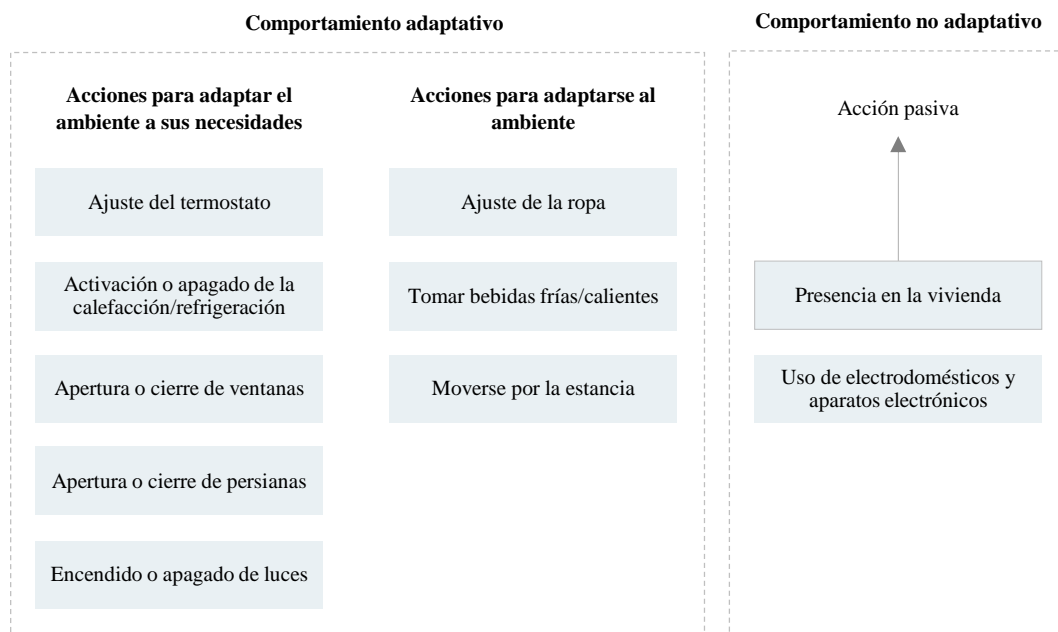 Comportamiento adaptativo
Acciones para adaptar el
ambiente a sus necesidades
Ajuste del termostato
Activación o apagado de la
calefacción/refrigeración
Apertura o cierre de ventanas
Apertura o cierre de persianas
Encendido o apagado de luces
Acciones para adaptarse al
ambiente
Ajuste de la ropa
Tomar bebidas frías/calientes
Moverse por la estancia
Comportamiento no adaptativo
Acción pasiva
Presencia en la vivienda
Uso de electrodomésticos y
aparatos electrónicos